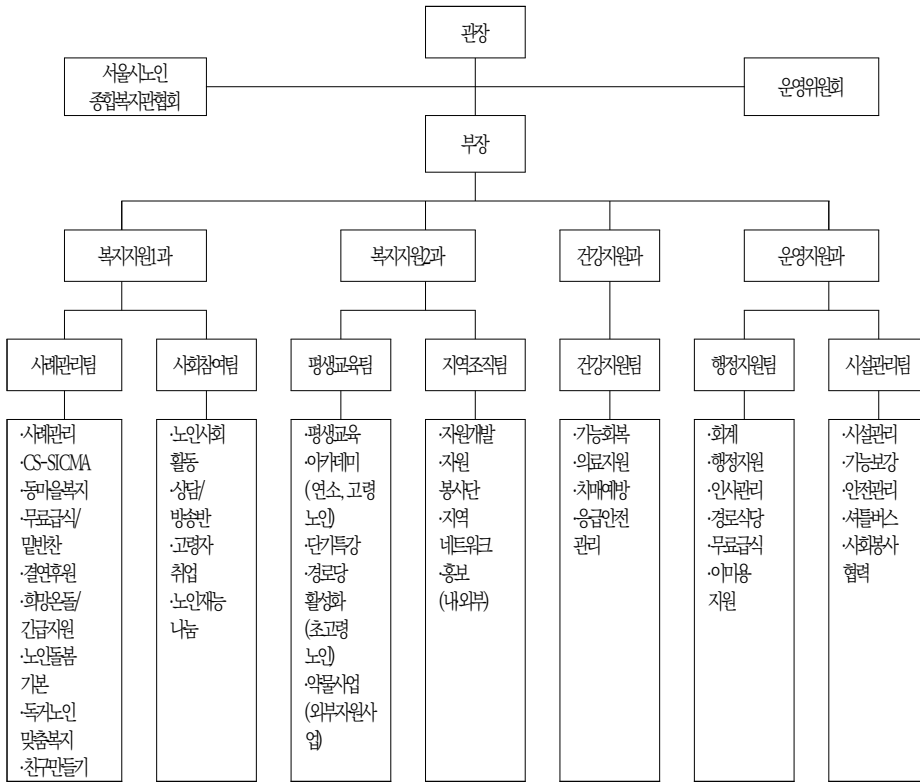 관장
서울시노인
종합복지관협회
운영위원회
부장
복지지원1과
복지지원2과
건강지원과
운영지원과
사례관리팀
사회참여팀
평생교육팀
지역조직팀
건강지원팀
행정지원팀
시설관리팀
·사례관리
·CS-SICMA
·동마을복지
·무료급식/
밑반찬
·결연후원
·희망온돌/
긴급지원
·노인돌봄
기본
·독거노인
맞춤복지
·친구만들기
·노인사회
활동
·상담/
방송반
·고령자
취업
·노인재능
나눔
·평생교육
·아카데미
(연소, 고령
노인)
·단기특강
·경로당
활성화
(초고령
노인)
·약물사업
(외부자원사
업)
·자원개발
·자원
봉사단
·지역
네트워크
·홍보
(내·외부)
·기능회복
·의료지원
·치매예방
·응급안전
관리
·회계
·행정지원
·인사관리
·경로식당
·무료급식
·이미용
지원
·시설관리
·기능보강
·안전관리
·셔틀버스
·사회봉사
협력